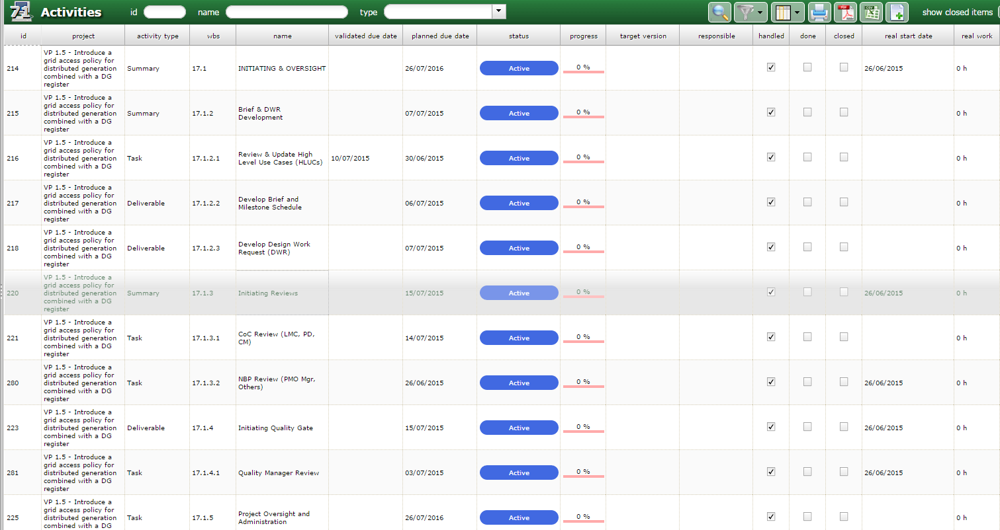 71 Activities id name type show closed items
id project activity type wbs name validated due date planned due date status progress target version responsible handled done closed real start date real work
VP 1.5 - Introduce a
grid access policy for
214 distributed generation Summary 17.1 INITIATING & OVERSIGHT 26/07/2016 Active 0 % 26/06/2015 0 h
combined with a DG
register
VP 1.5 - Introduce a
grid access policy for Brief & DWR
215 distributed generation Summary 17.1.2 Development 07/07/2015 Active 0 % 0 h
combined with a DG
register
VP 1.5 - Introduce a
grid access policy for Review & Update High
216 distributed generation Task 17.1.2.1 Level Use Cases (HLUCs) 10/07/2015 30/06/2015 Active 0 % 0 h
combined with a DG
register
VP 1.5 - Introduce a
grid access policy for Develop Brief and
217 distributed generation Deliverable 17.1.2.2 Milestone Schedule 06/07/2015 Active 0 % 0 h
combined with a DG
register
VP 1.5 - Introduce a
grid access policy for Develop Design Work
218 distributed generation Deliverable 17.1.2.3 Request (DWR) 07/07/2015 Active 0 % 0 h
combined with a DG
register
VP 1.5 - Introduce a
grid access policy for
220 distributed generation Summary 17.1.3 Initiating Reviews 15/07/2015 Active 0 % 26/06/2015 0 h
combined with a DG
register
VP 1.5 - Introduce a
grid access policy for CoC Review (LMC, PD,
221 distributed generation Task 17.1.3.1 CM) 14/07/2015 Active 0 % 0 h
combined with a DG
register
VP 1.5 - Introduce a
grid access policy for NBP Review (PMO Mgr,
280 distributed generation Task 17.1.3.2 Others) 26/06/2015 Active 0 % 26/06/2015 0 h
combined with a DG
register
VP 1.5 - Introduce a
grid access policy for
223 distributed generation Deliverable 17.1.4 Initiating Quality Gate 15/07/2015 Active 0 % 26/06/2015 0 h
combined with a DG
register
VP 1.5 - Introduce a
grid access policy for
281 distributed generation Task 17.1.4.1 Quality Manager Review 03/07/2015 Active 0 % 26/06/2015 0 h
combined with a DG
register
VP 1.5 - Introduce a
grid access policy for Project Oversight and
225 distributed generation Task 17.1.5 Administration 26/07/2016 Active 0 % 0 h
combined with a DG